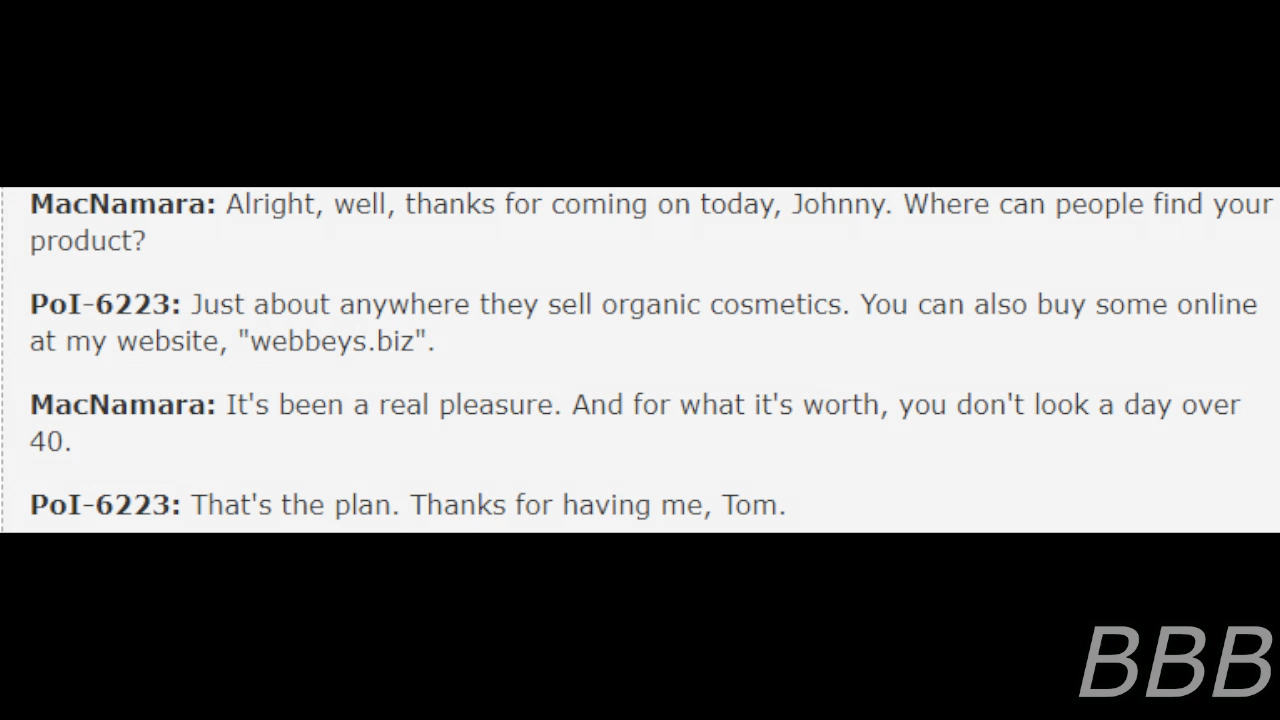 MacNamara: Alright, well, thanks for coming on today, Johnny. Where can people find your
product?
PoI-6223: Just about anywhere they sell organic cosmetics. You can also buy some online
at my website, "webbeys.biz".
MacNamara: It's been a real pleasure. And for what it's worth, you don't look a day over
40.
PoI-6223: That's the plan. Thanks for having me, Tom.
BBB